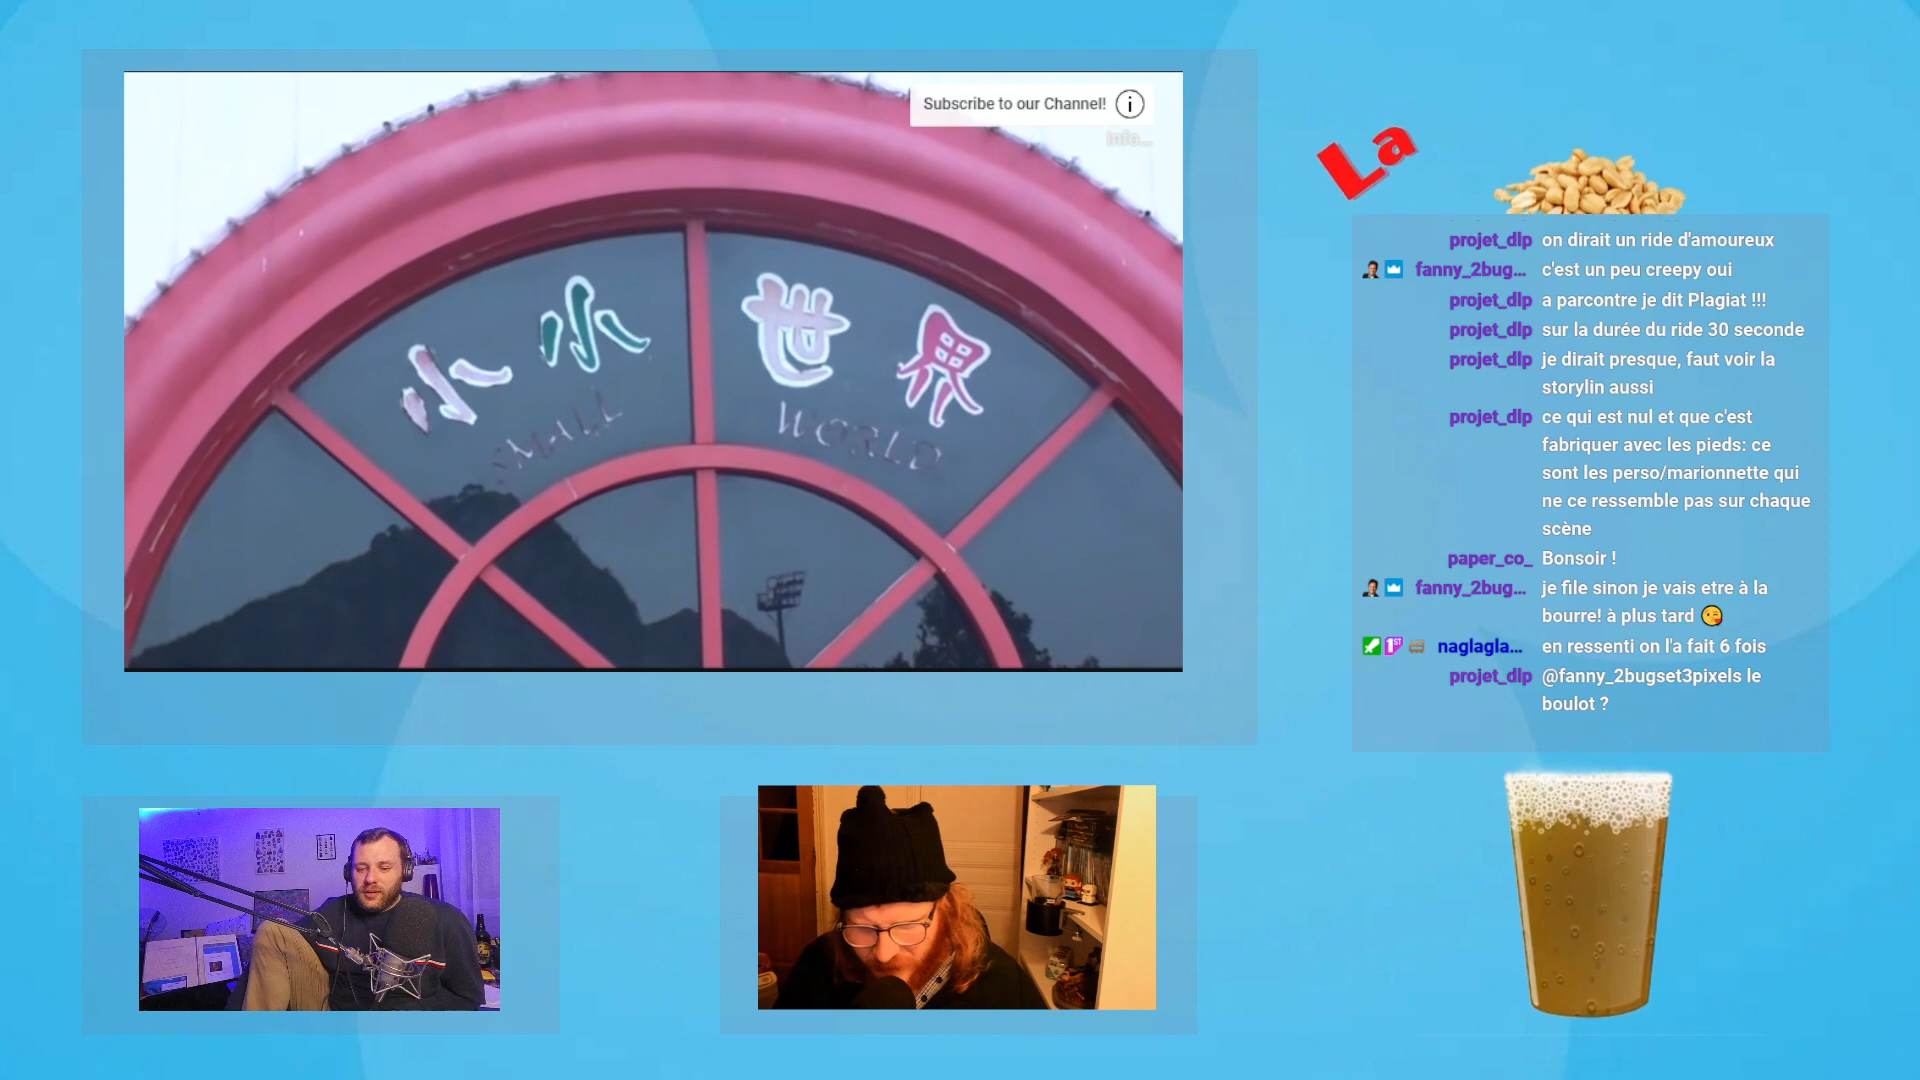 Subscribe to our Channel!
Info...
小小世界
SMALL WORLD
La
projet_dlp on dirait un ride d'amoureux
fanny_2bug... c'est un peu creepy oui
projet_dlp a parcontre je dit Plagiat !!!
projet_dlp sur la durée du ride 30 seconde
projet_dlp je dirait presque, faut voir la
storylin aussi
projet_dlp ce qui est nul et que c'est
fabriquer avec les pieds: ce
sont les perso/marionnette qui
ne ce ressemble pas sur chaque
scène
paper_co_ Bonsoir !
fanny_2bug... je file sinon je vais etre à la
bourre! à plus tard 😘
1ST naglagla... en ressenti on l'a fait 6 fois
projet_dlp @fanny_2bugset3pixels le
boulot ?